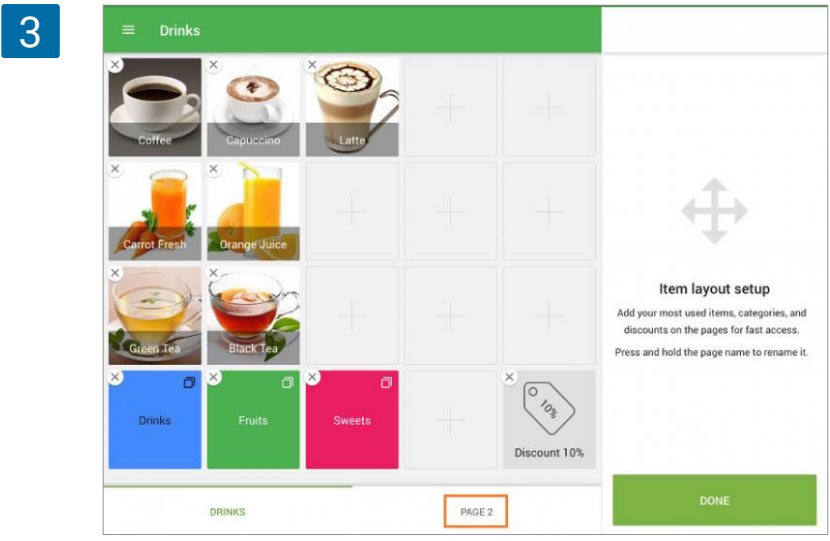 3
Drinks
Coffee
Capuccino
Latte
Carrot Fresh
Orange Juice
Green Tea
Black Tea
Drinks
Fruits
Sweets
10%
Discount 10%
Item layout setup
Add your most used items, categories, and
discounts on the pages for fast access.
Press and hold the page name to rename it.
DRINKS
PAGE 2
DONE